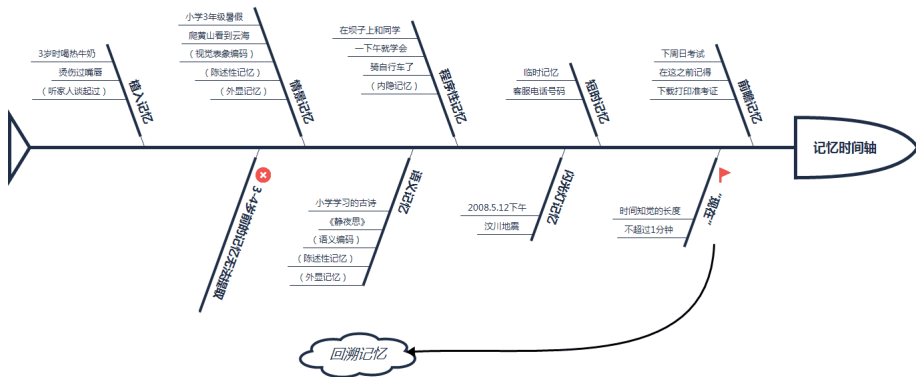 3岁时喝热牛奶
烫伤过嘴唇
（听家人谈起过）
植入记忆
小学3年级暑假
爬黄山看到云海
（视觉表象编码）
（陈述性记忆）
（外显记忆）
情景记忆
在坝子上和同学
一下午就学会
骑自行车了
（内隐记忆）
程序性记忆
临时记忆
客服电话号码
短时记忆
下周日考试
在这之前记得
下载打印准考证
前瞻记忆
记忆时间轴
3-4岁前的记忆无法提取
小学学习的古诗
《静夜思》
（语义编码）
（陈述性记忆）
（外显记忆）
语义记忆
2008.5.12下午
汶川地震
闪光灯记忆
时间知觉的长度
不超过1分钟
“现在”
回溯记忆